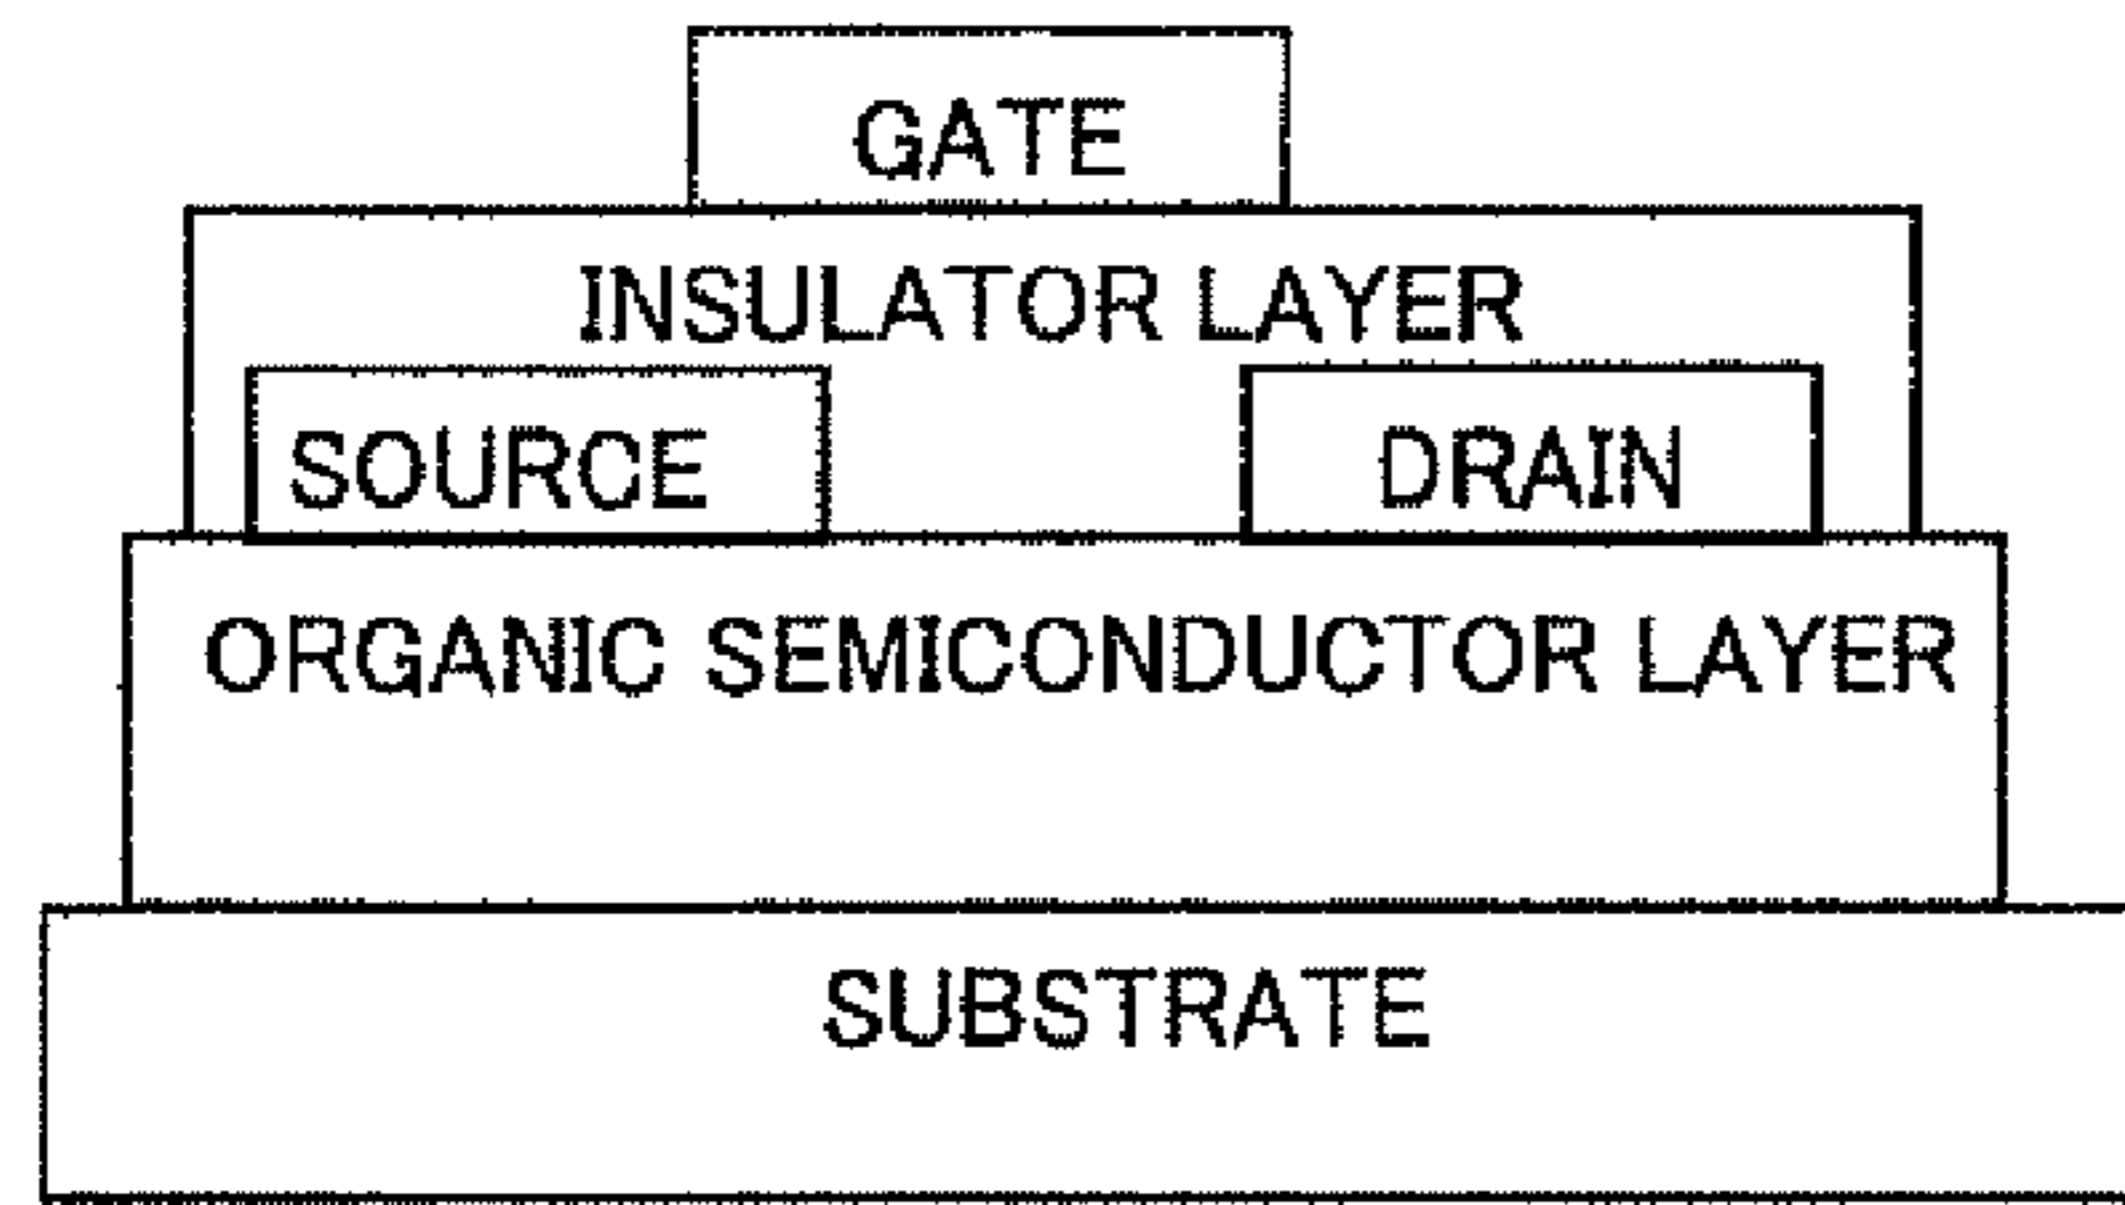 GATE
INSULATOR LAYER
SOURCE
DRAIN
ORGANIC SEMICONDUCTOR LAYER
SUBSTRATE